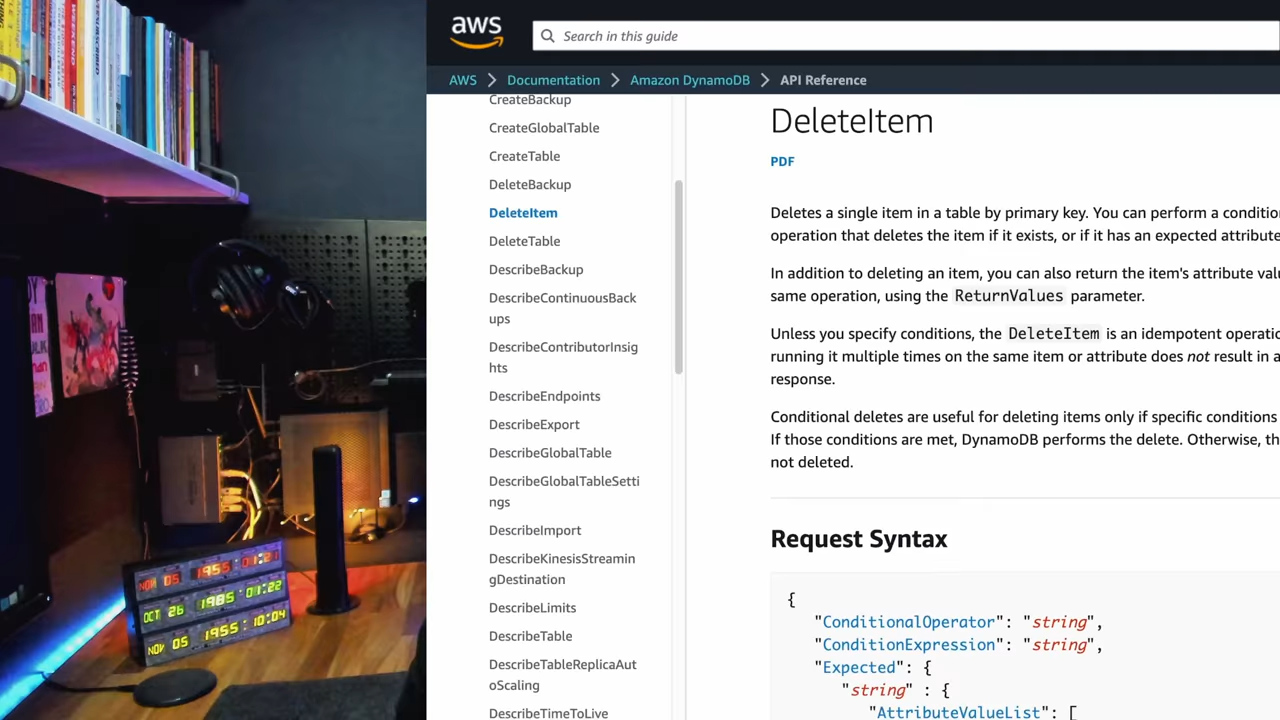 WEEKEND
aws
Search in this guide
AWS > Documentation > Amazon DynamoDB > API Reference
CreateBackup
CreateGlobalTable
CreateTable
DeleteBackup
DeleteItem
DeleteTable
DescribeBackup
DescribeContinuousBack
ups
DescribeContributorInsig
hts
DescribeEndpoints
DescribeExport
DescribeGlobalTable
DescribeGlobalTableSetti
ngs
DescribeImport
DescribeKinesisStreamin
gDestination
DescribeLimits
DescribeTable
DescribeTableReplicaAut
oScaling
DescribeTimeToLive
DeleteItem
PDF
Deletes a single item in a table by primary key. You can perform a conditio
operation that deletes the item if it exists, or if it has an expected attribute
In addition to deleting an item, you can also return the item's attribute valu
same operation, using the ReturnValues parameter.
Unless you specify conditions, the DeleteItem is an idempotent operatio
running it multiple times on the same item or attribute does not result in a
response.
Conditional deletes are useful for deleting items only if specific conditions
If those conditions are met, DynamoDB performs the delete. Otherwise, th
not deleted.
Request Syntax
{
"ConditionalOperator": "string",
"ConditionExpression": "string",
"Expected": {
"string" : {
"AttributeValueList": [
NOV 05 1955 01:21
OCT 26 1985 01:22
NOV 05 1955 10:04